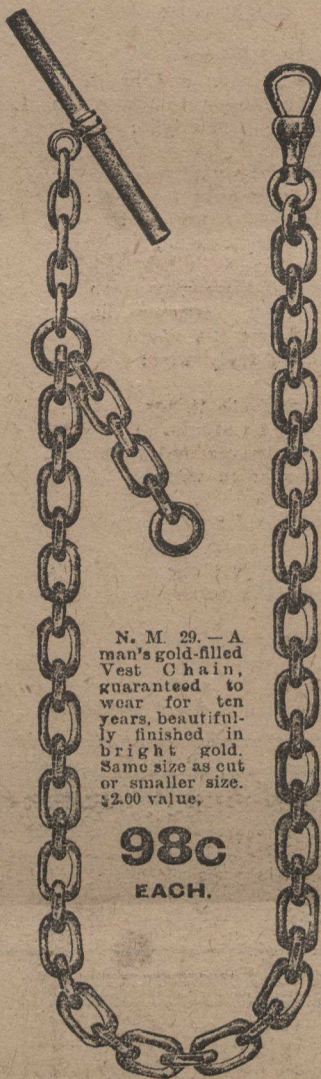 N. M. 29. — A
man's gold-filled
Vest Chain,
guaranteed to
wear for ten
years, beautiful-
ly finished in
bright gold.
Same size as cut
or smaller size.
$2.00 value,
98c
EACH.